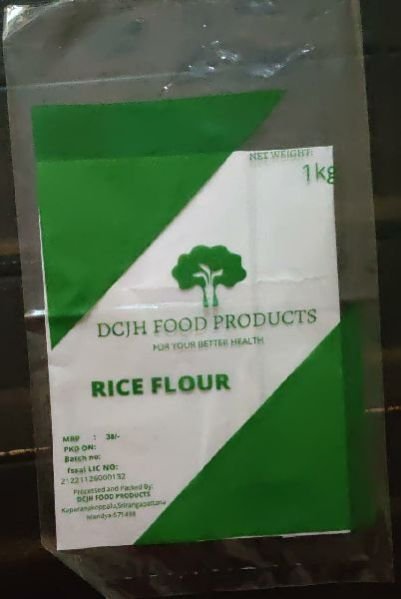 NET WEIGHT:
1kg
DCJH FOOD PRODUCTS
FOR YOUR BETTER HEALTH
RICE FLOUR
MRP : 38/-
PKD ON:
Batch no:
fssai LIC NO:
21221126000132
Processed and Packed By:
DCJH FOOD PRODUCTS
Mandya-571438